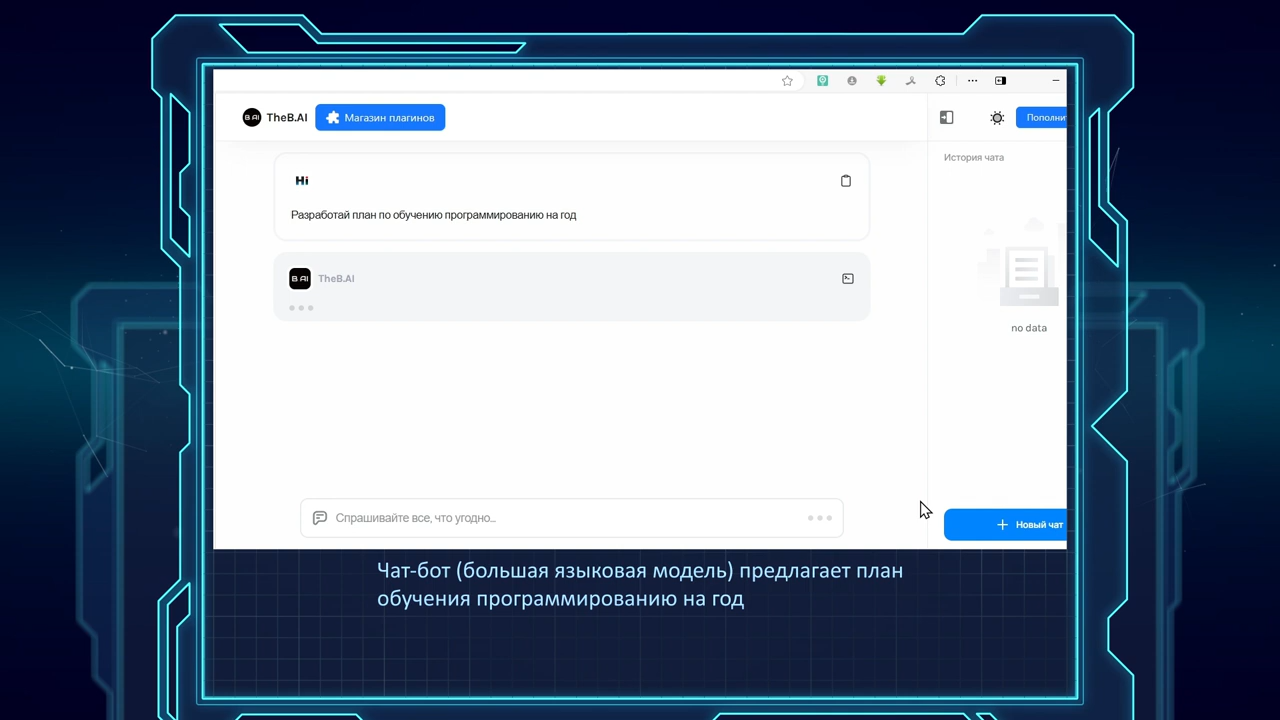 TheB.AI
Магазин плагинов
История чата
Hi
Разработай план по обучению программированию на год
B AI
TheB.AI
no data
Спрашивайте все, что угодно...
Новый чат
Чат-бот (большая языковая модель) предлагает план
обучения программированию на год